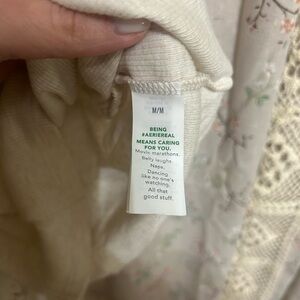 M/M
BEING
#AERIEREAL
MEANS CARING
FOR YOU.
Movie marathons.
Belly laughs.
Naps.
Dancing
like no one's
watching.
All that
good stuff.